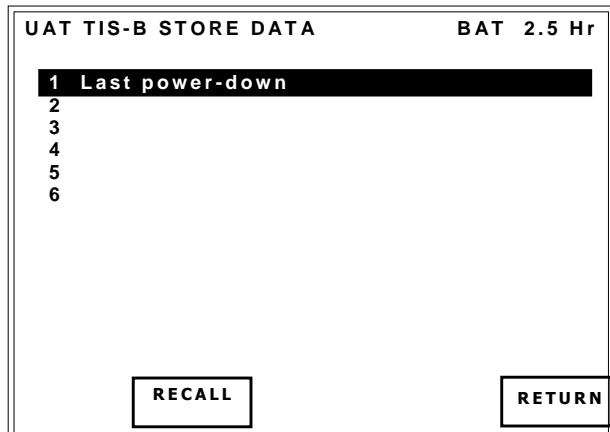 UAT TIS-B STORE DATA BAT 2.5 Hr
1 Last power-down
2
3
4
5
6
RECALL RETURN